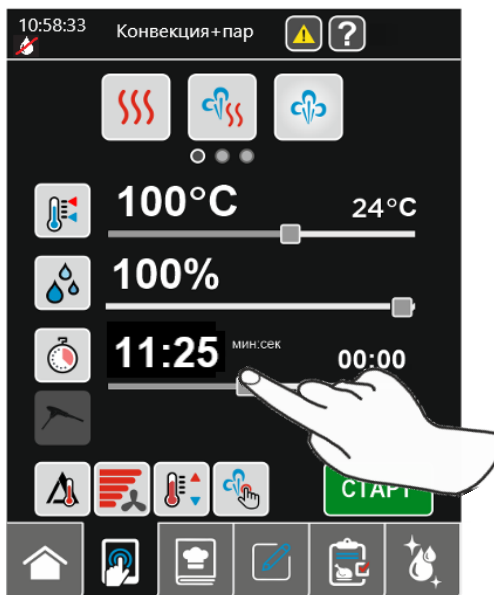 10:58:33 Конвекция+пар ?
100°C 24°C
100%
11:25 мин:сек 00:00
СТАРТ